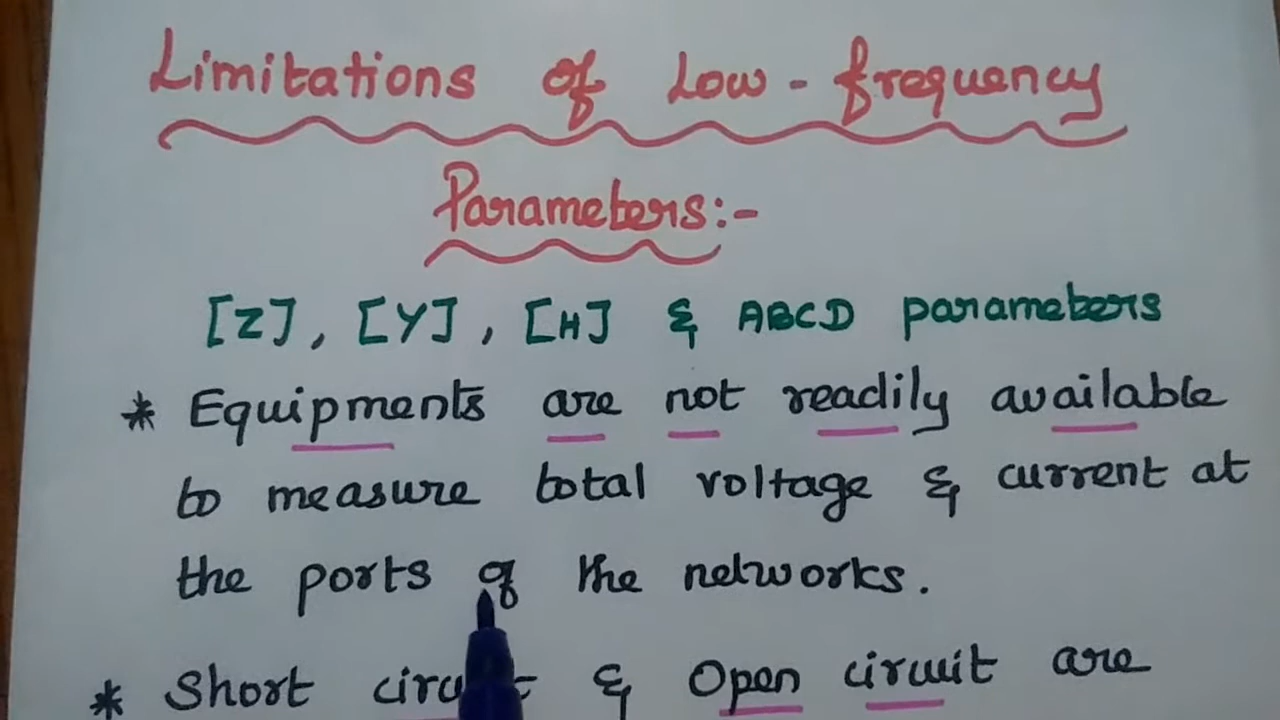 Limitations of Low-frequency
Parameters:-
[Z], [Y], [H] & ABCD parameters
* Equipments are not readily available
to measure total voltage & current at
the ports of the networks.
* Short & Open circuit are